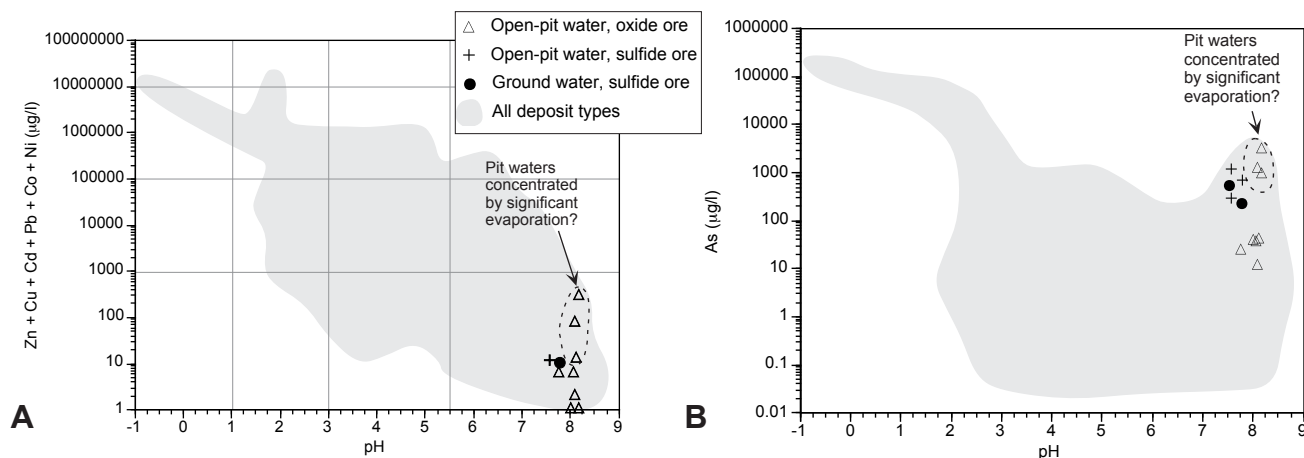 Open-pit water, oxide ore
Open-pit water, sulfide ore
Ground water, sulfide ore
All deposit types
Zn + Cu + Cd + Pb + Co + Ni (µg/l)
100000000
10000000
1000000
100000
10000
1000
100
10
1
-1 0 1 2 3 4 5 6 7 8 9
pH
Pit waters
concentrated
by significant
evaporation?
A
As (µg/l)
1000000
100000
10000
1000
100
10
1
0.1
0.01
-1 0 1 2 3 4 5 6 7 8 9
pH
Pit waters
concentrated
by significant
evaporation?
B